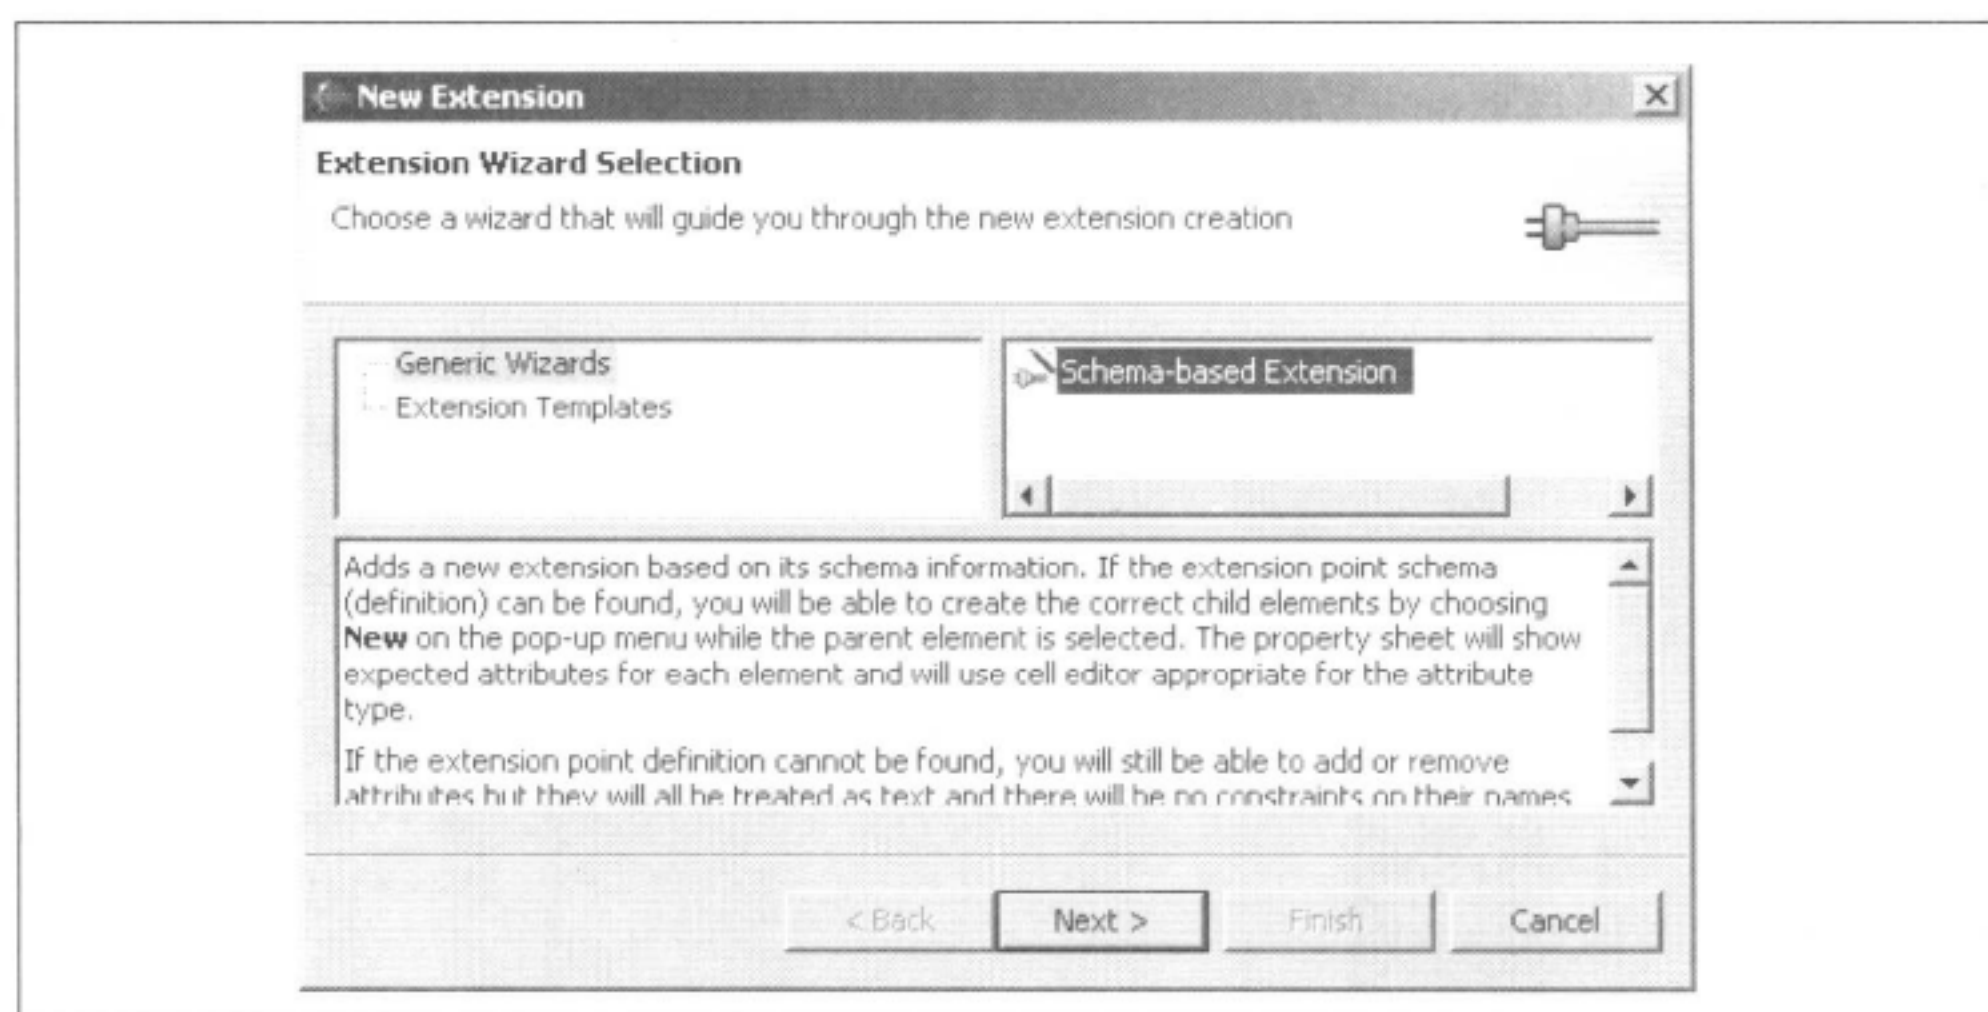 New Extension
Extension Wizard Selection
Choose a wizard that will guide you through the new extension creation
Generic Wizards
Extension Templates
Schema-based Extension
Adds a new extension based on its schema information. If the extension point schema
(definition) can be found, you will be able to create the correct child elements by choosing
New on the pop-up menu while the parent element is selected. The property sheet will show
expected attributes for each element and will use cell editor appropriate for the attribute
type.
If the extension point definition cannot be found, you will still be able to add or remove
attributes but they will all be treated as text and there will be no constraints on their names
< Back
Next >
Finish
Cancel